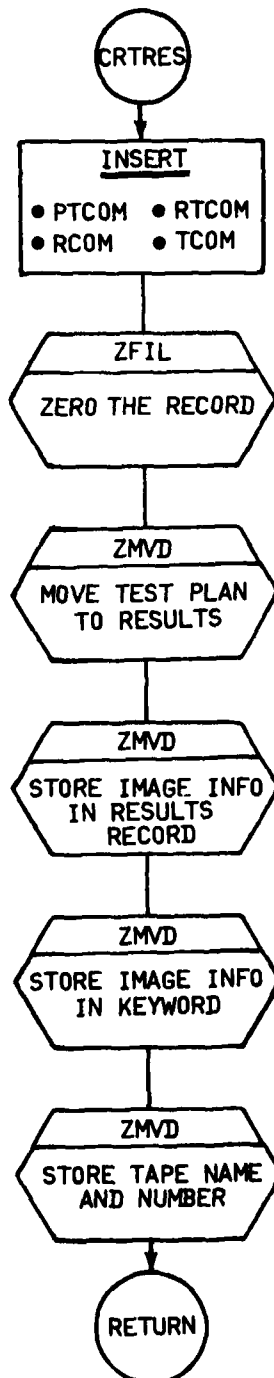 CRTRES
INSERT
• PTCOM • RTCOM
• RCOM • TCOM
ZFIL
ZERO THE RECORD
ZMVD
MOVE TEST PLAN
TO RESULTS
ZMVD
STORE IMAGE INFO
IN RESULTS
RECORD
ZMVD
STORE IMAGE INFO
IN KEYWORD
ZMVD
STORE TAPE NAME
AND NUMBER
RETURN